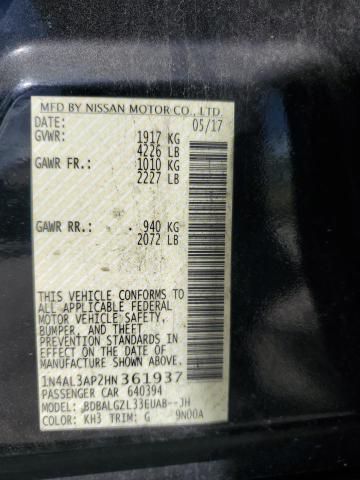 MFD BY NISSAN MOTOR CO., LTD.
05/17
GVWR: 1917 KG
4226 LB
GAWR FR.: 1010 KG
2227 LB
GAWR RR.: 940 KG
2072 LB
THIS VEHICLE CONFORMS TO
ALL APPLICABLE FEDERAL
MOTOR VEHICLE SAFETY,
BUMPER, AND THEFT
PREVENTION STANDARDS IN
EFFECT ON THE DATE OF
MANUFACTURE SHOWN ABOVE.
1N4AL3AP2HN361937
PASSENGER CAR 640394
MODEL: BDBALGZL33EUAB--JH
COLOR: KH3 TRIM: G 9N00A